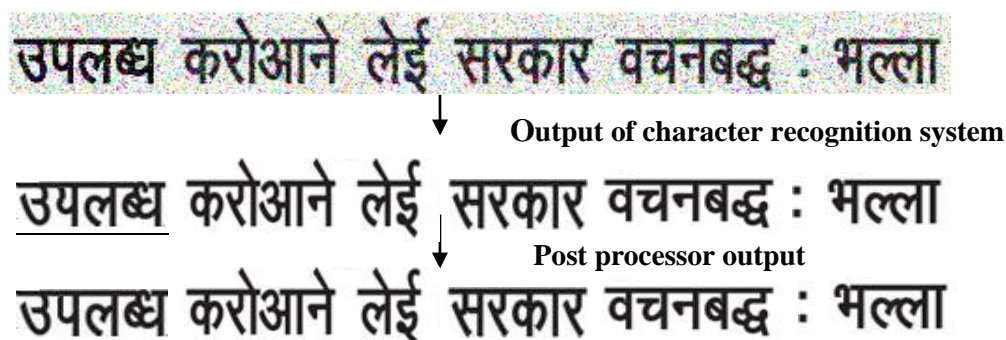 उपलब्ध करोआने लेई सरकार वचनबद्ध : भल्ला
Output of character recognition system
उयलब्ध करोआने लेई सरकार वचनबद्ध : भल्ला
Post processor output
उपलब्ध करोआने लेई सरकार वचनबद्ध : भल्ला